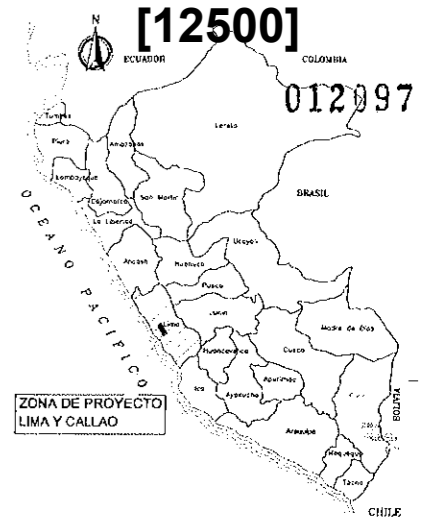 [12500]
N
ECUADOR
COLOMBIA
012097
Tumbes
Piura
Amazonas
Loreto
Lambayeque
Cajamarca
San Martin
La Libertad
BRASIL
Ancash
Huanuco
Ucayali
Pasco
OCEANO PACIFICO
Lima
Junin
Madre de Dios
Huancavelica
Cusco
Ica
Ayacucho
Apurimac
Puno
BOLIVIA
ZONA DE PROYECTO
LIMA Y CALLAO
Arequipa
Moquegua
Tacna
CHILE